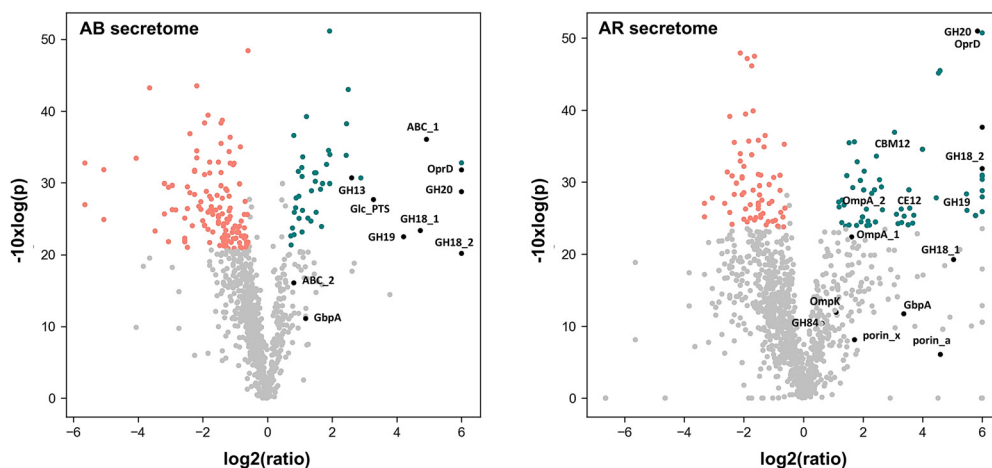 AB secretome
50
40
30
20
10
0
-10xlog(p)
ABC_1
OprD
GH13
GH20
Glc_PTS
GH18_1
GH19
GH18_2
ABC_2
GbpA
−6
−4
−2
0
2
4
6
log2(ratio)
AR secretome
50
40
30
20
10
0
-10xlog(p)
GH20
OprD
CBM12
GH18_2
OmpA_2
CE12
GH19
OmpA_1
GH18_1
OmpK
GbpA
GH84
porin_x
porin_a
−6
−4
−2
0
2
4
6
log2(ratio)